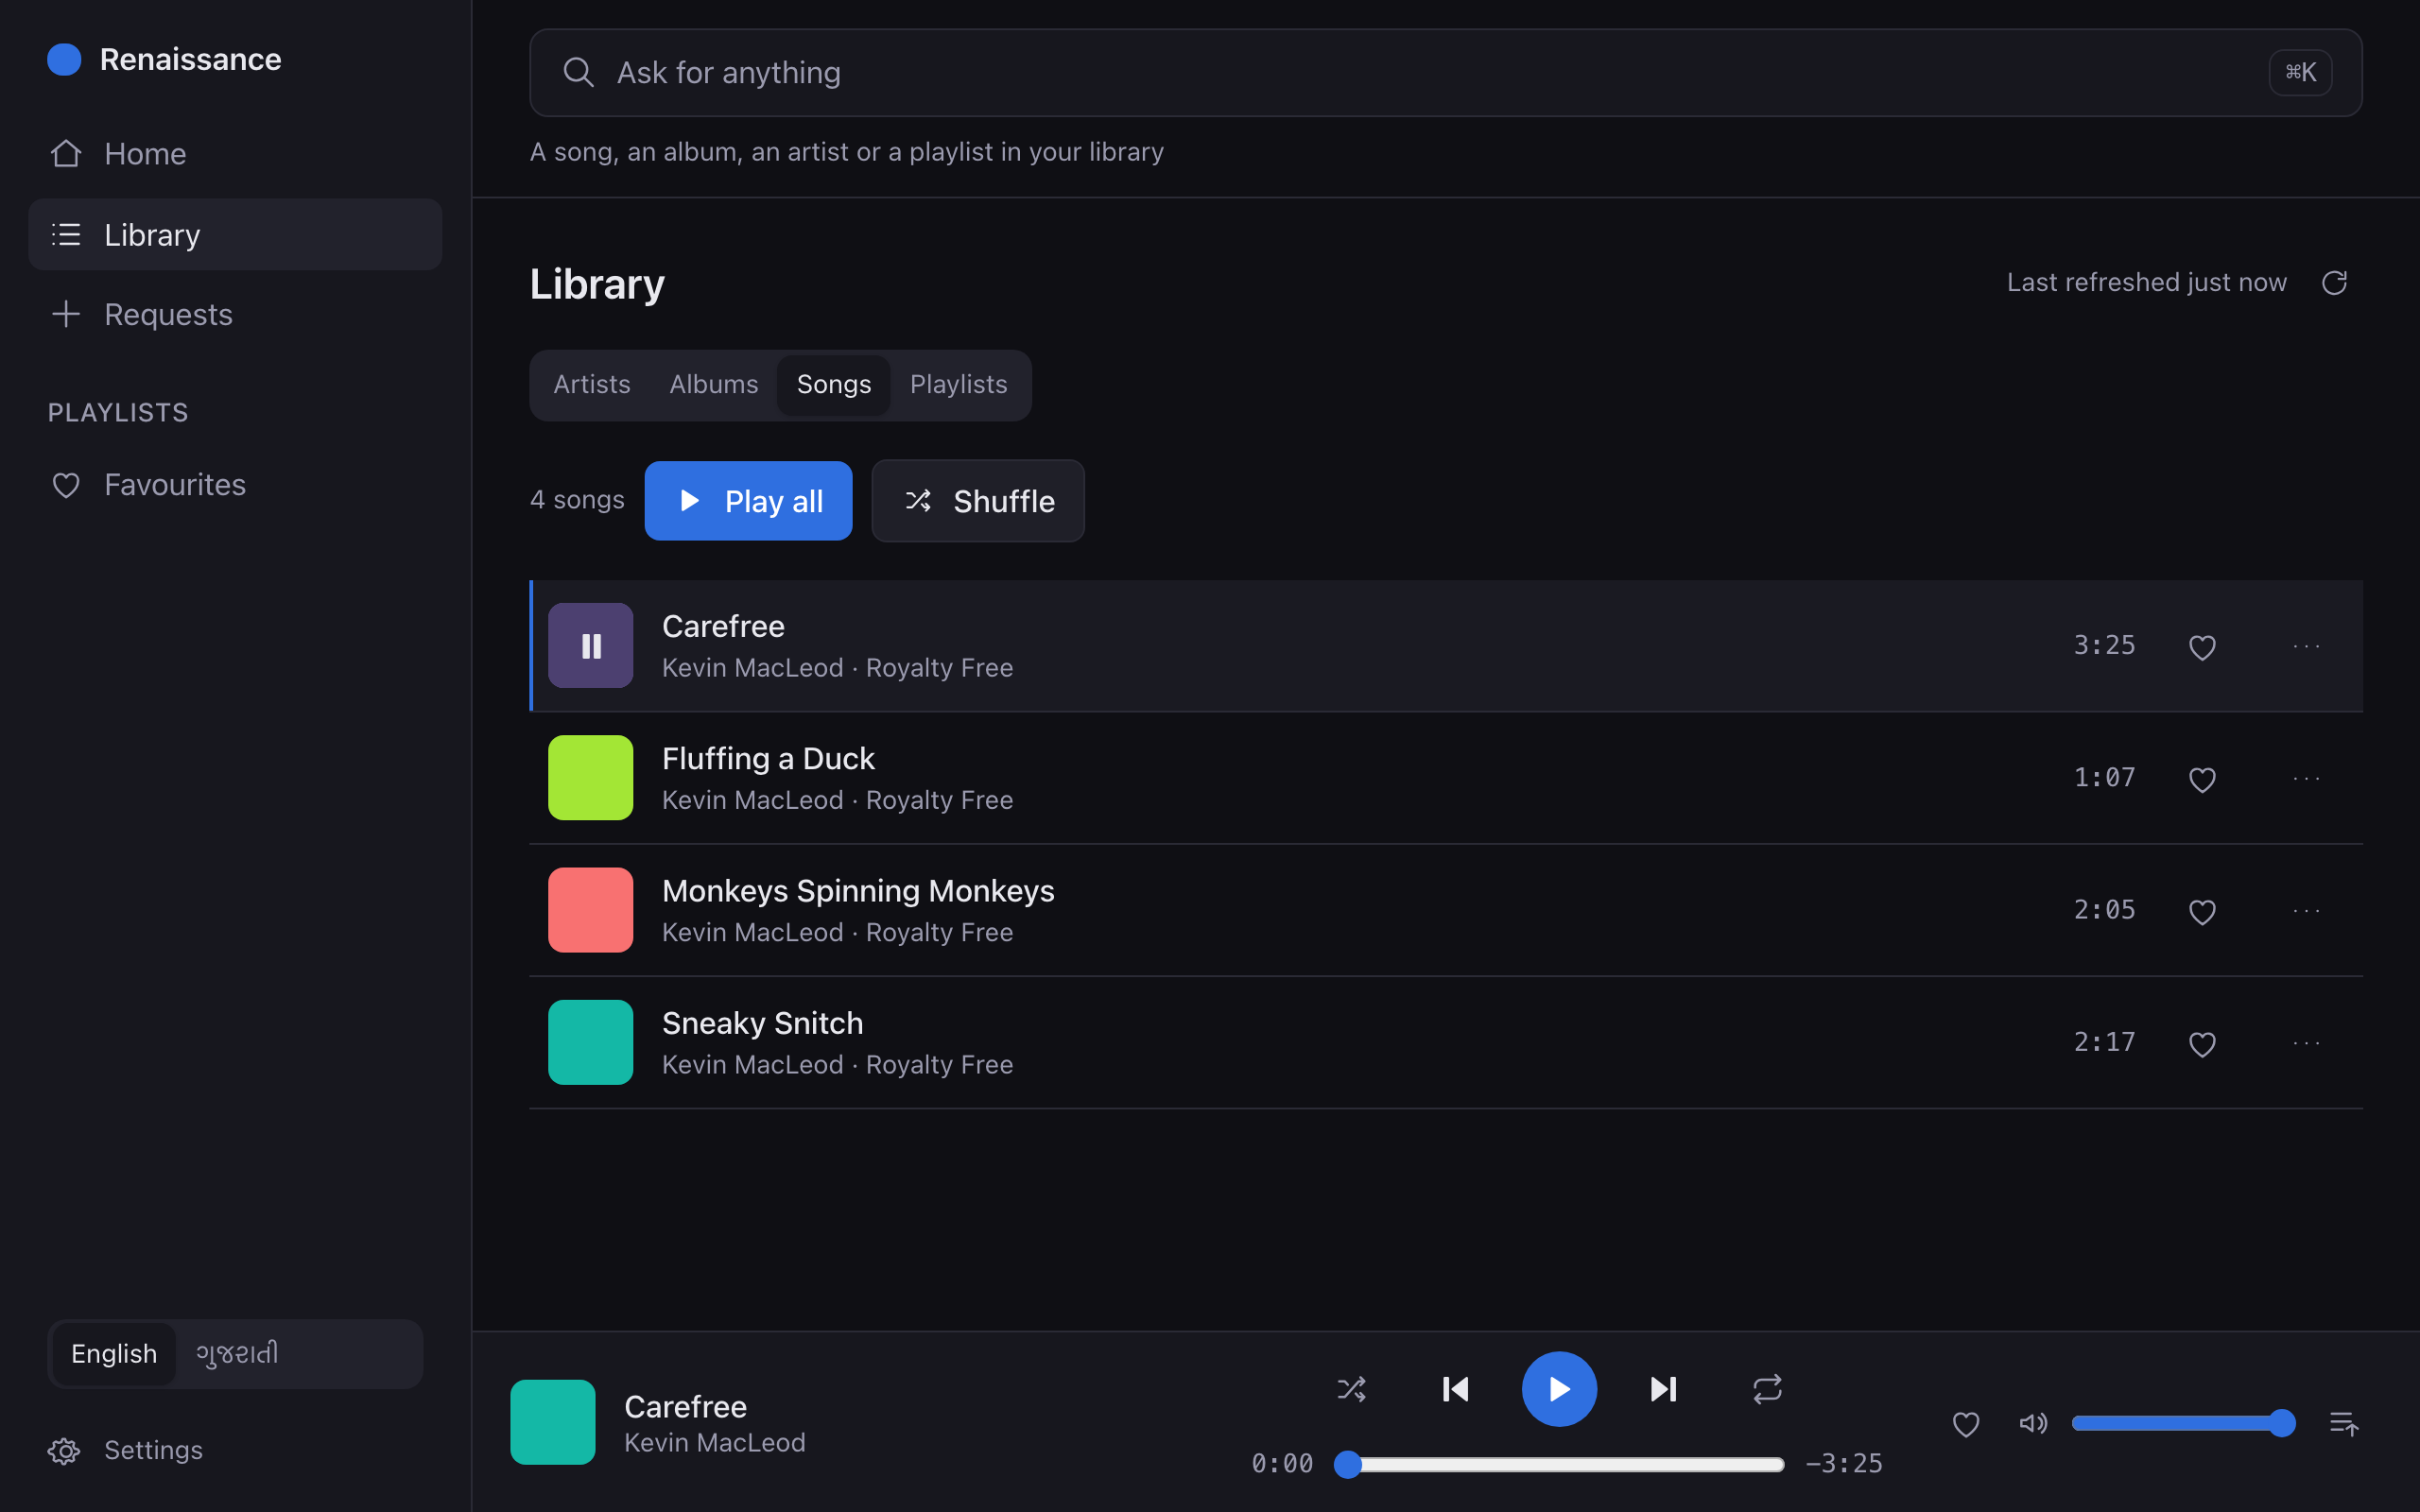 Renaissance
Home
Library
Requests
PLAYLISTS
Favourites
English ગુજરાતી
Settings
Ask for anything ⌘K
A song, an album, an artist or a playlist in your library
Library Last refreshed just now
Artists Albums Songs Playlists
4 songs Play all Shuffle
Carefree
Kevin MacLeod · Royalty Free
3:25
Fluffing a Duck
Kevin MacLeod · Royalty Free
1:07
Monkeys Spinning Monkeys
Kevin MacLeod · Royalty Free
2:05
Sneaky Snitch
Kevin MacLeod · Royalty Free
2:17
Carefree
Kevin MacLeod
0:00 −3:25